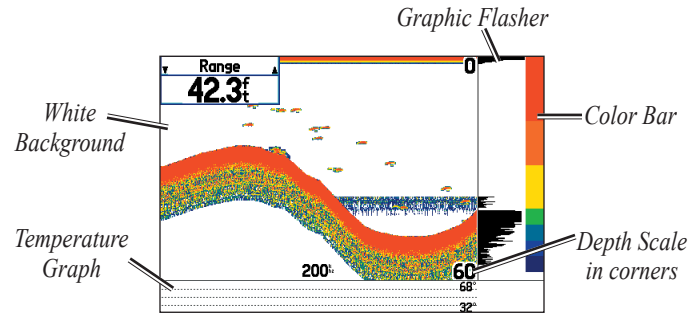 Graphic Flasher
Range
42.3 ft
0
White
Background
Color Bar
Temperature
Graph
200 kHz
60
Depth Scale
in corners
68°
32°